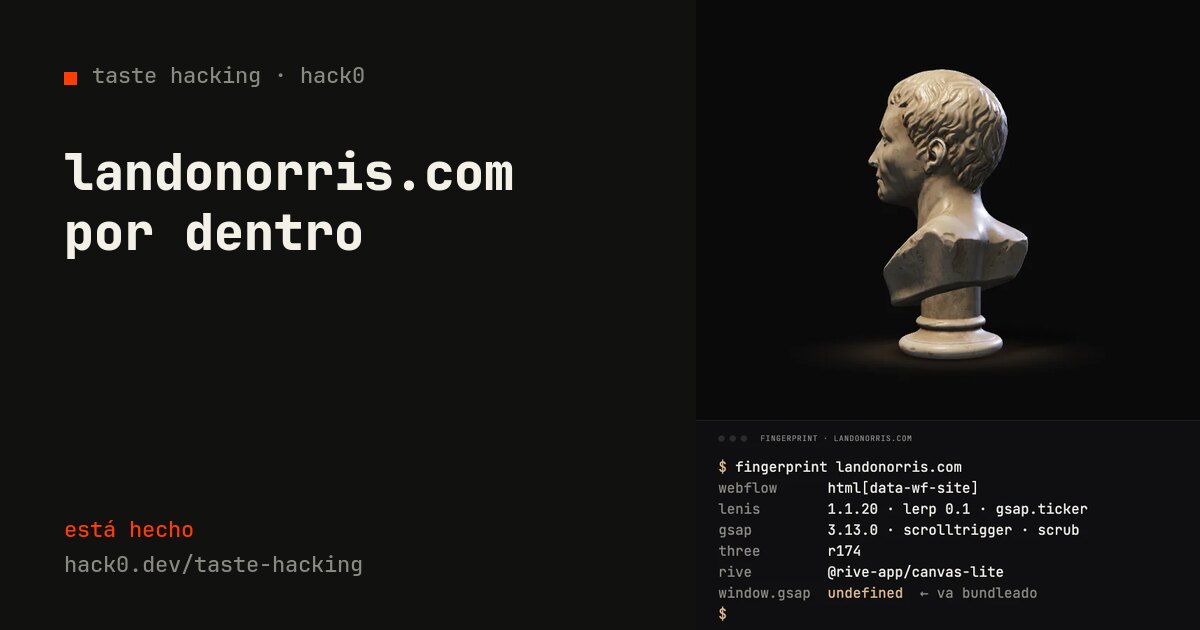 taste hacking · hack0
landonorris.com
por dentro
está hecho
hack0.dev/taste-hacking
FINGERPRINT · LANDONORRIS.COM
$ fingerprint landonorris.com
webflow html[data-wf-site]
lenis 1.1.20 · lerp 0.1 · gsap.ticker
gsap 3.13.0 · scrolltrigger · scrub
three r174
rive @rive-app/canvas-lite
window.gsap undefined ← va bundleado
$